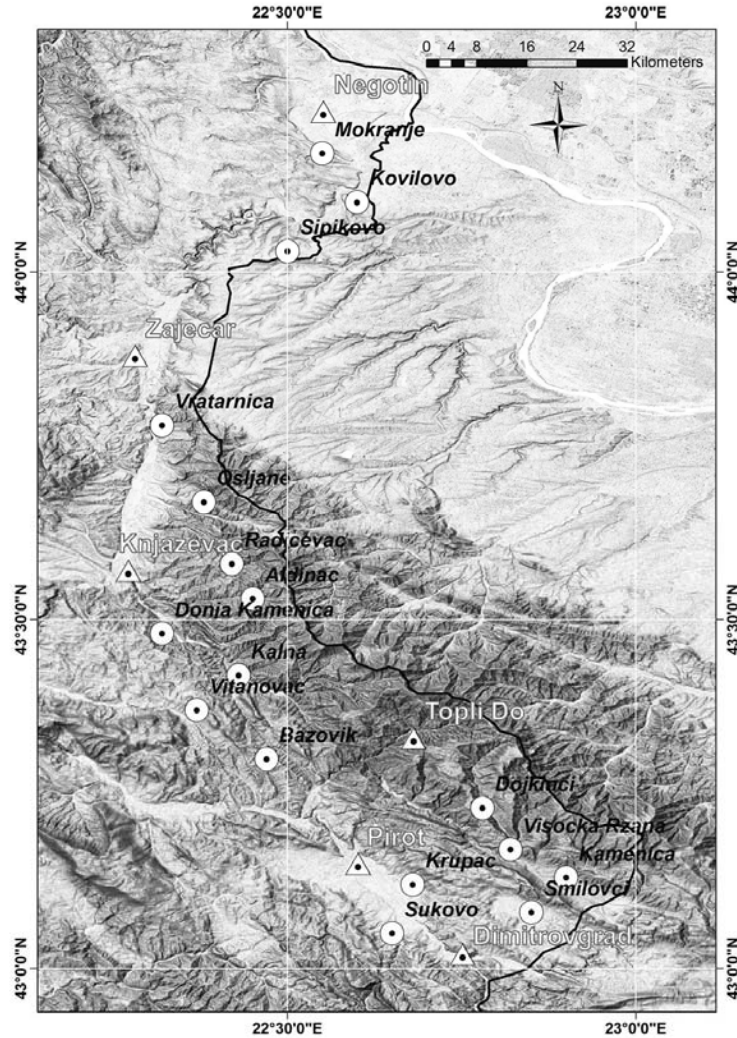 22°30'0"E 23°0'0"E
0 2 4 8 16 24 32
Kilometers
N
Negotin
Mokranje
Kovilovo
Sipikovo
44°0'0"N 44°0'0"N
Zajecar
Vratarnica
Osljane
Radicevac
Knjazevac
Aldinac
Donja Kamenica
43°30'0"N 43°30'0"N
Kalna
Vitanovac
Topli Do
Bazovik
Dojkinci
Visocka Rzana
Pirot
Krupac
Kamenica
Smilovci
Sukovo
Dimitrovgrad
43°0'0"N 43°0'0"N
22°30'0"E 23°0'0"E